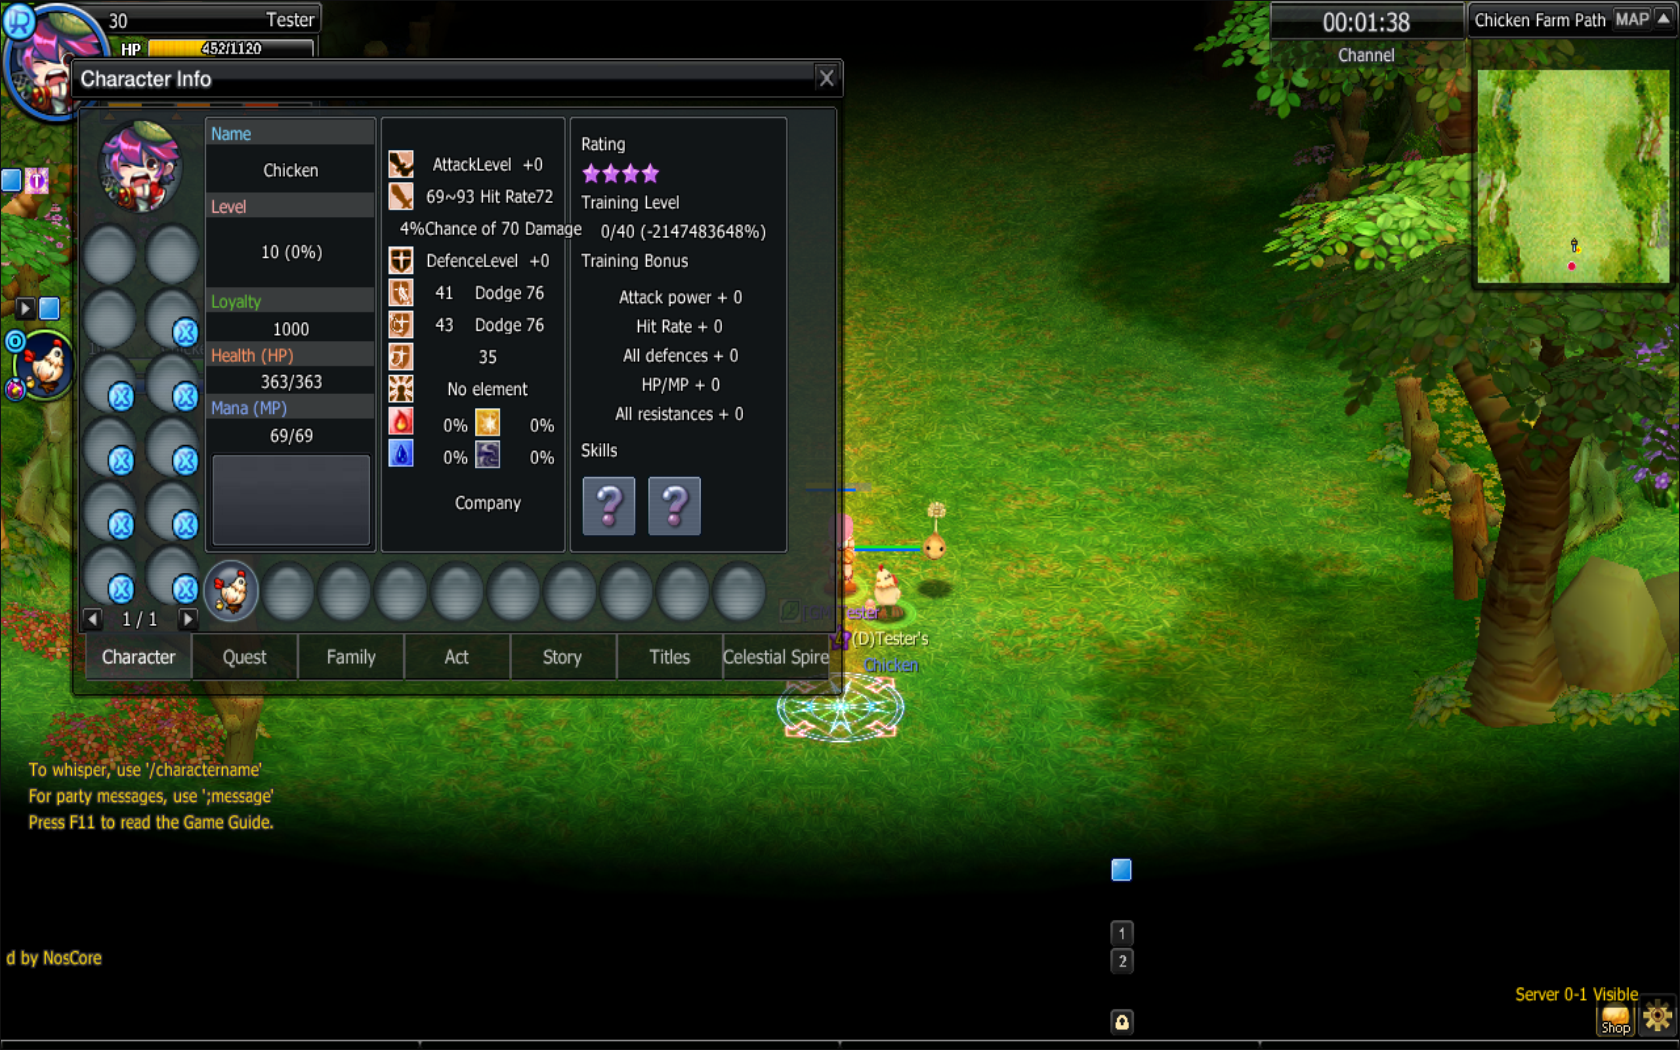 30
Tester
HP 452/1120
00:01:38
Channel
Chicken Farm Path
MAP
Character Info
X
Name
Chicken
Level
10 (0%)
Loyalty
1000
Health (HP)
363/363
Mana (MP)
69/69
AttackLevel +0
69~93 Hit Rate72
4%Chance of 70 Damage
DefenceLevel +0
41 Dodge 76
43 Dodge 76
35
No element
0% 0%
0% 0%
Company
Rating
Training Level
0/40 (-2147483648%)
Training Bonus
Attack power + 0
Hit Rate + 0
All defences + 0
HP/MP + 0
All resistances + 0
Skills
? ?
1 / 1
Character
Quest
Family
Act
Story
Titles
Celestial Spire
Tester
(D)Tester's
Chicken
To whisper, use '/charactername'
For party messages, use ';message'
Press F11 to read the Game Guide.
d by NosCore
1
2
Server 0-1 Visible
Shop